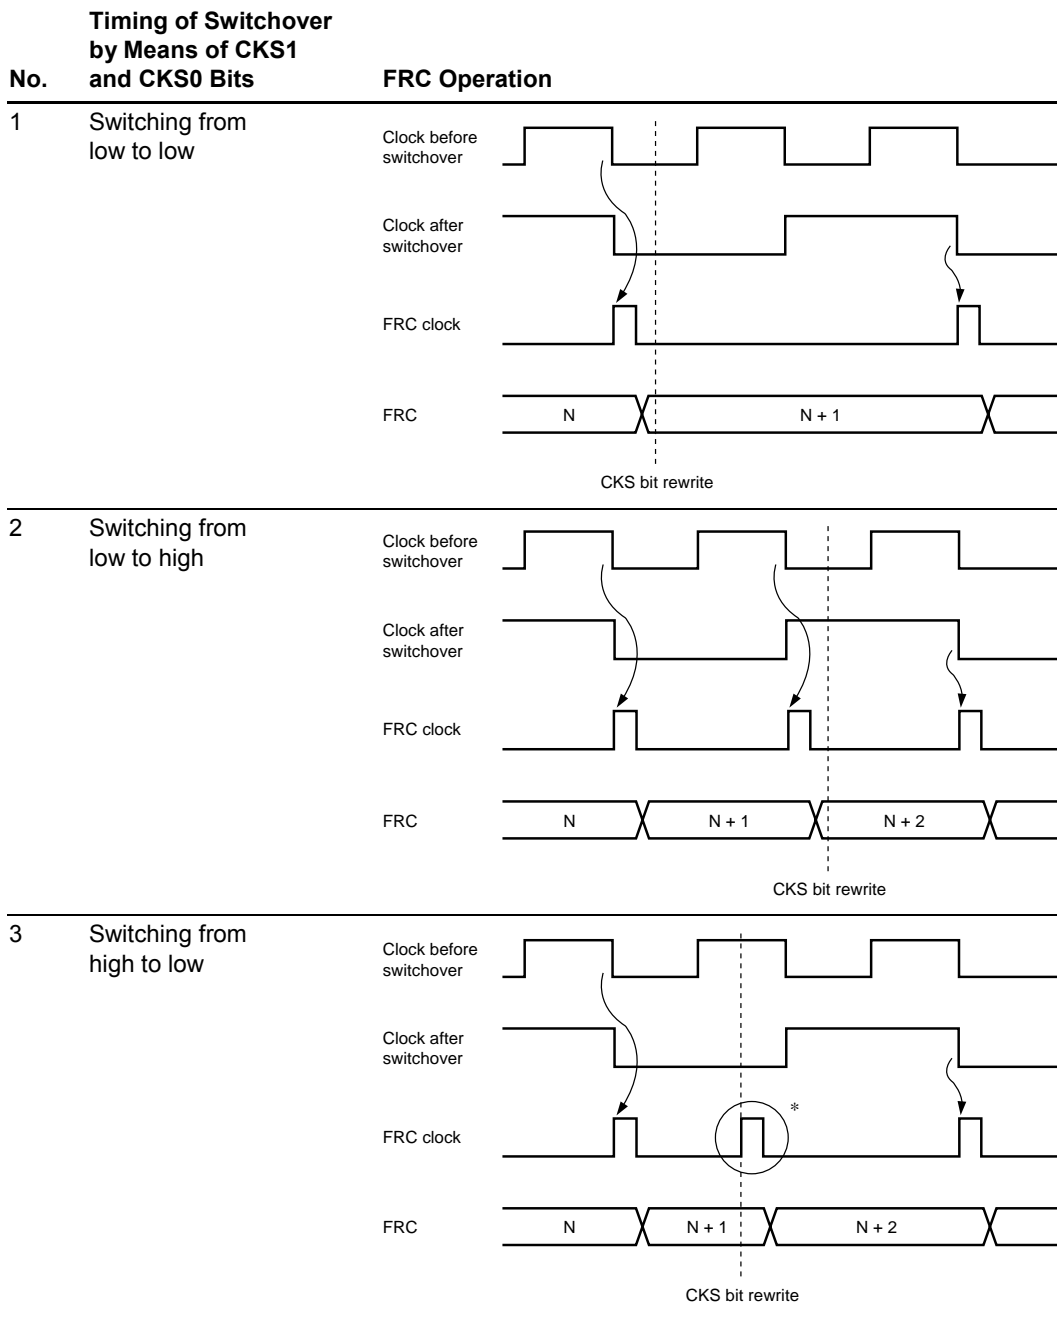 No.
Timing of Switchover
by Means of CKS1
and CKS0 Bits
FRC Operation
1
Switching from
low to low
Clock before
switchover
Clock after
switchover
FRC clock
FRC
N
N + 1
CKS bit rewrite
2
Switching from
low to high
Clock before
switchover
Clock after
switchover
FRC clock
FRC
N
N + 1
N + 2
CKS bit rewrite
3
Switching from
high to low
Clock before
switchover
Clock after
switchover
*
FRC clock
FRC
N
N + 1
N + 2
CKS bit rewrite